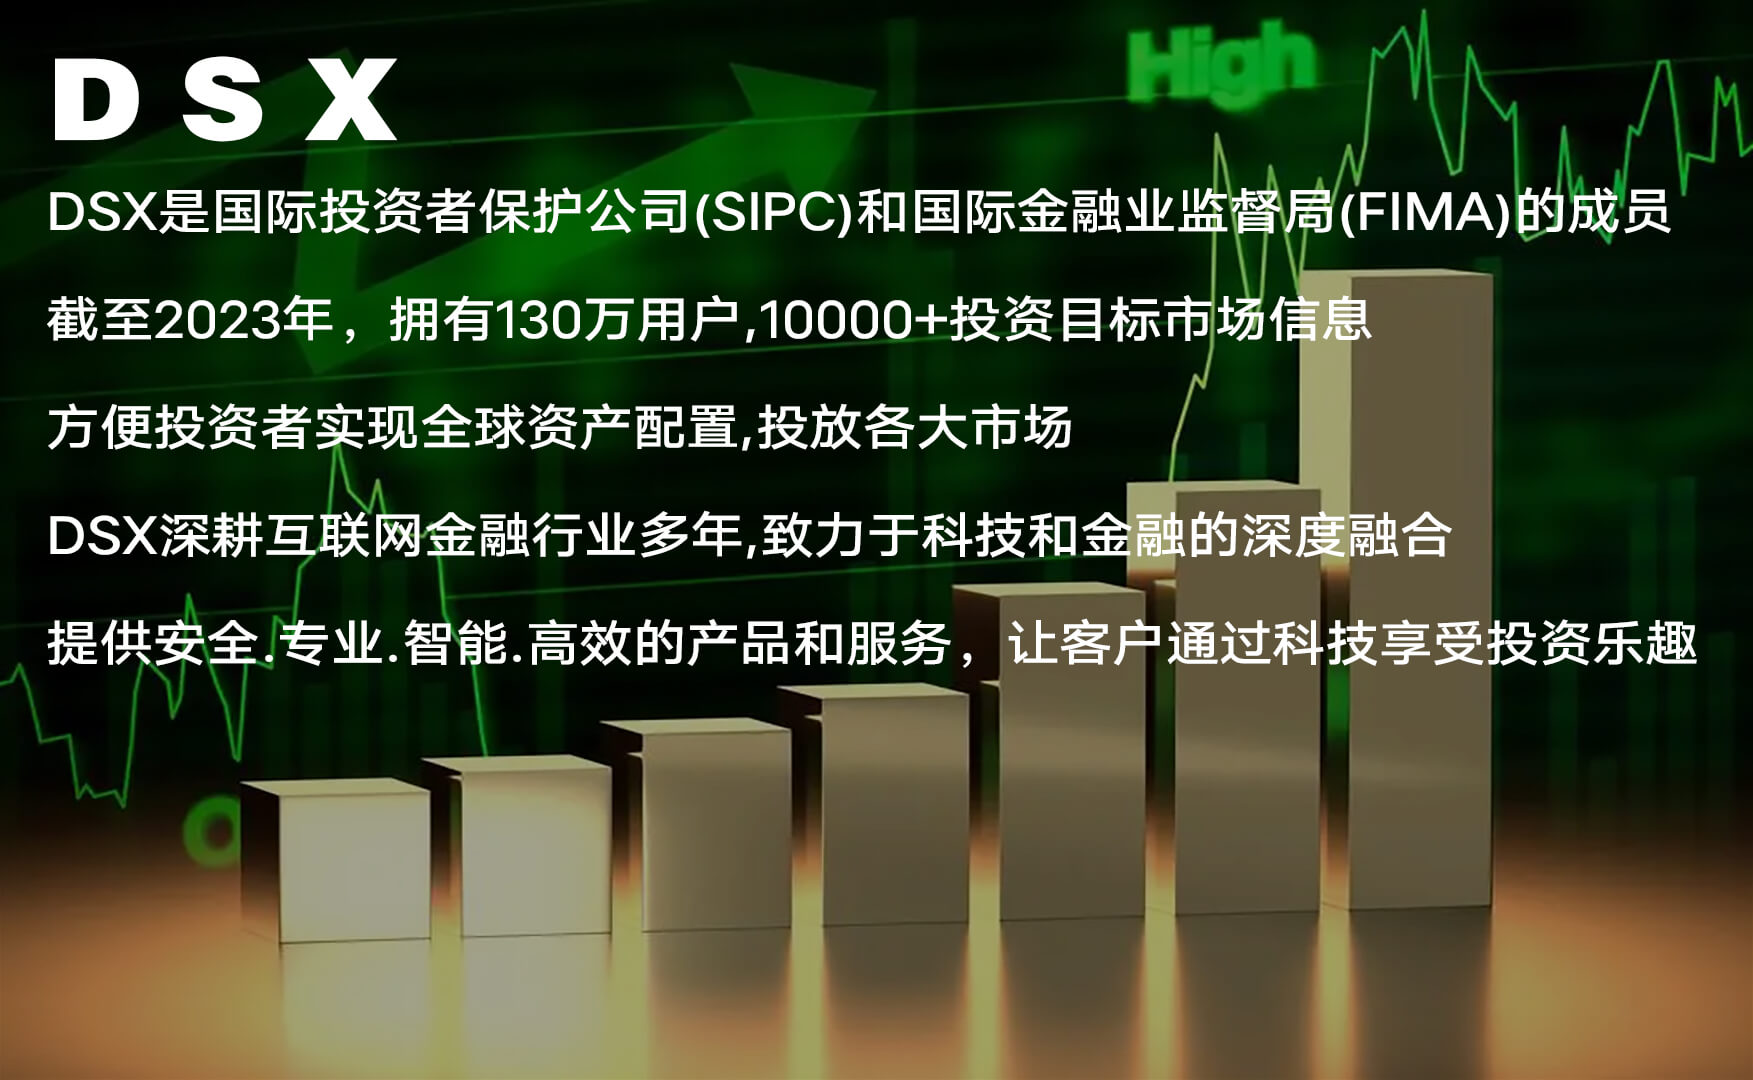 High
D S X
DSX是国际投资者保护公司(SIPC)和国际金融业监督局(FIMA)的成员
截至2023年，拥有130万用户,10000+投资目标市场信息
方便投资者实现全球资产配置,投放各大市场
DSX深耕互联网金融行业多年,致力于科技和金融的深度融合
提供安全.专业.智能.高效的产品和服务，让客户通过科技享受投资乐趣